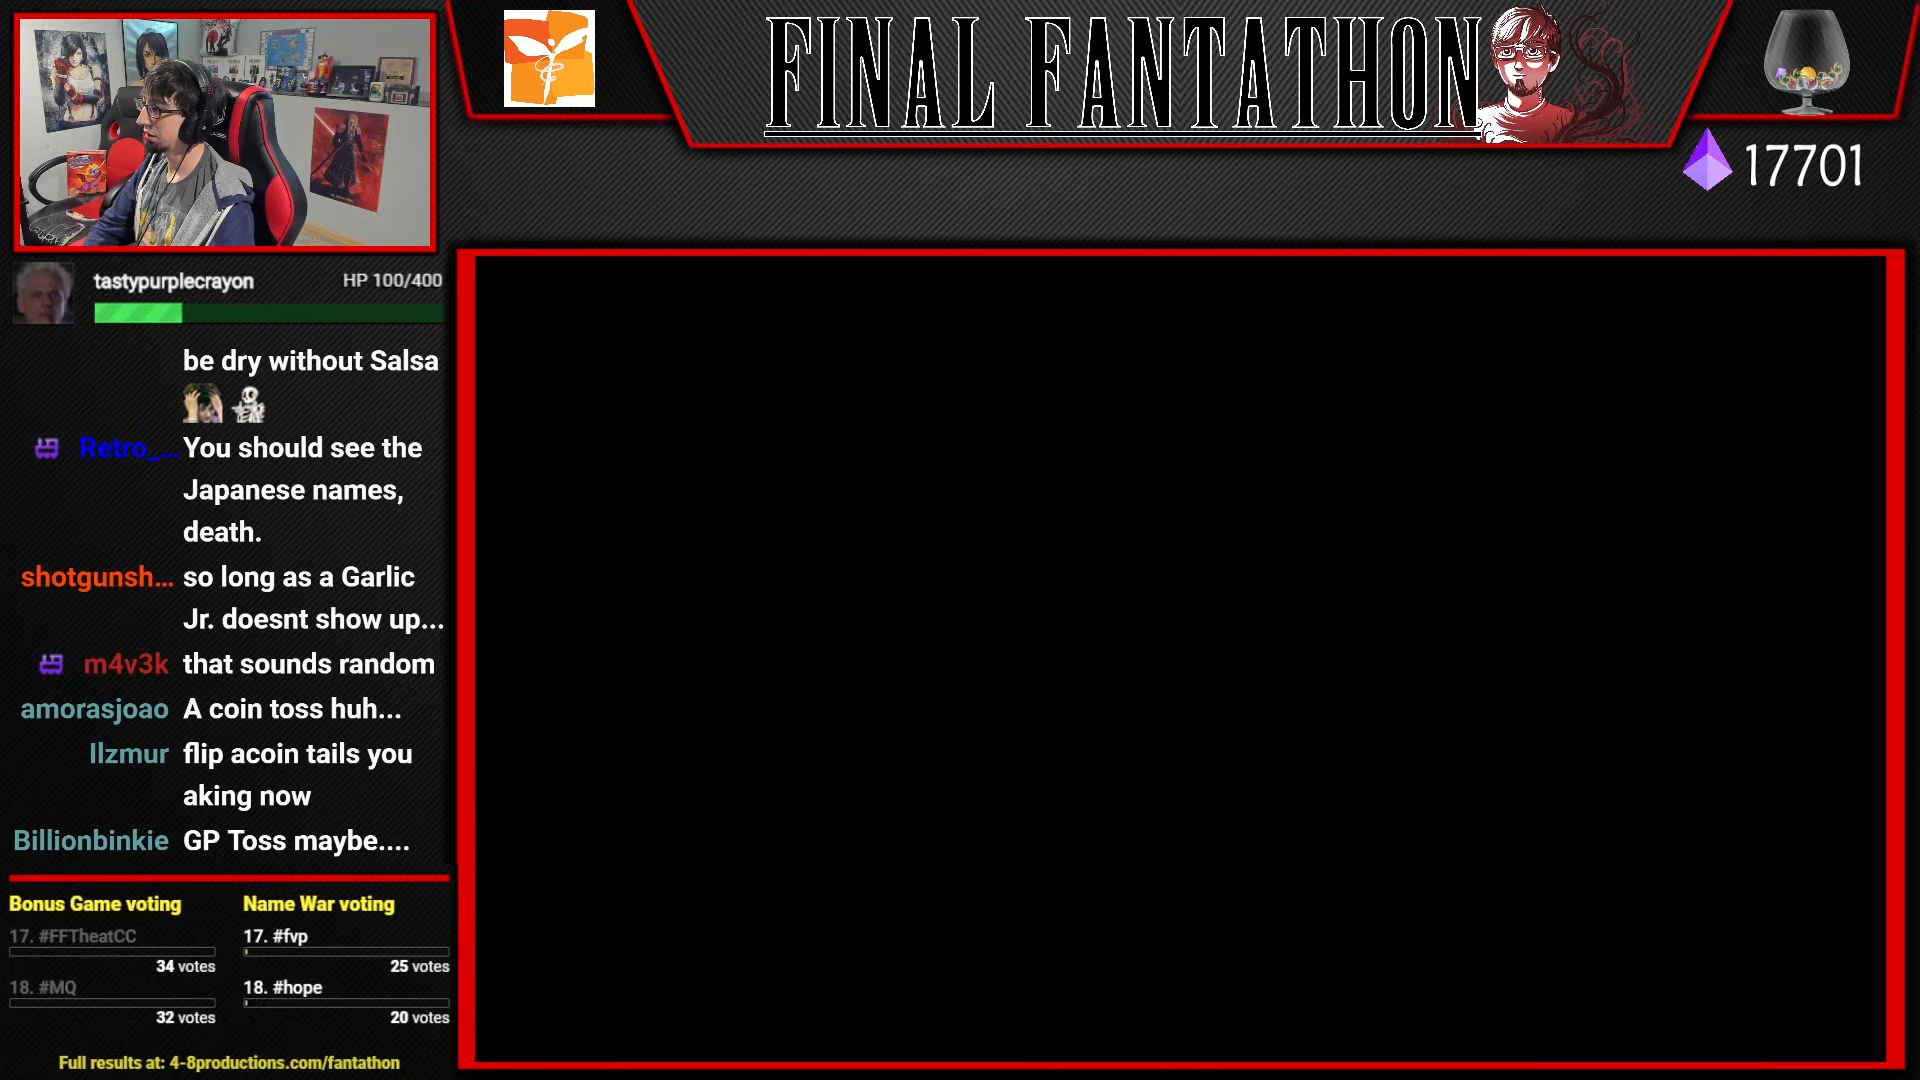 FINAL FANTATHON
17701
tastypurplecrayon HP 100/400
be dry without Salsa
Retro_... You should see the
Japanese names,
death.
shotgunsh... so long as a Garlic
Jr. doesnt show up...
m4v3k that sounds random
amorasjoao A coin toss huh...
Ilzmur flip acoin tails you
aking now
Billionbinkie GP Toss maybe....
Bonus Game voting
17. #FFTheatCC
34 votes
18. #MQ
32 votes
Name War voting
17. #fvp
25 votes
18. #hope
20 votes
Full results at: 4-8productions.com/fantathon